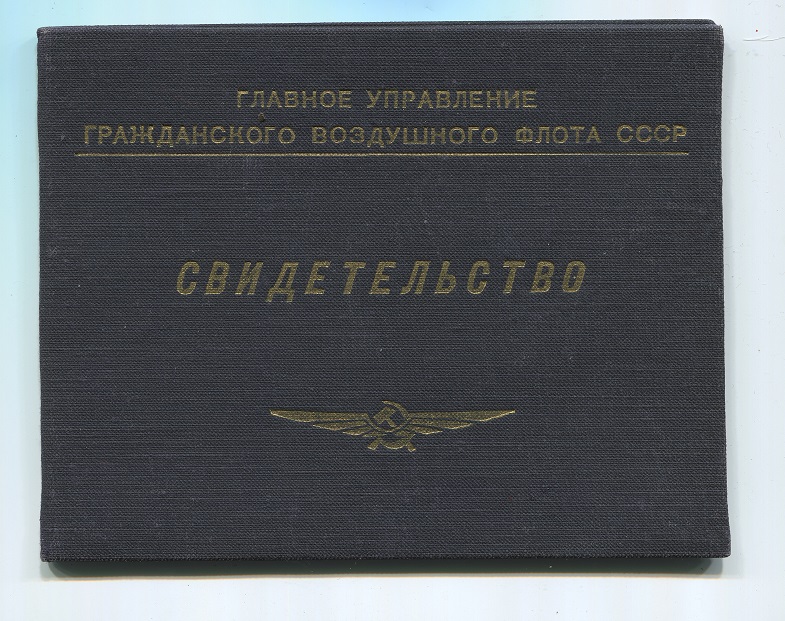 ГЛАВНОЕ УПРАВЛЕНИЕ
ГРАЖДАНСКОГО ВОЗДУШНОГО ФЛОТА СССР
СВИДЕТЕЛЬСТВО